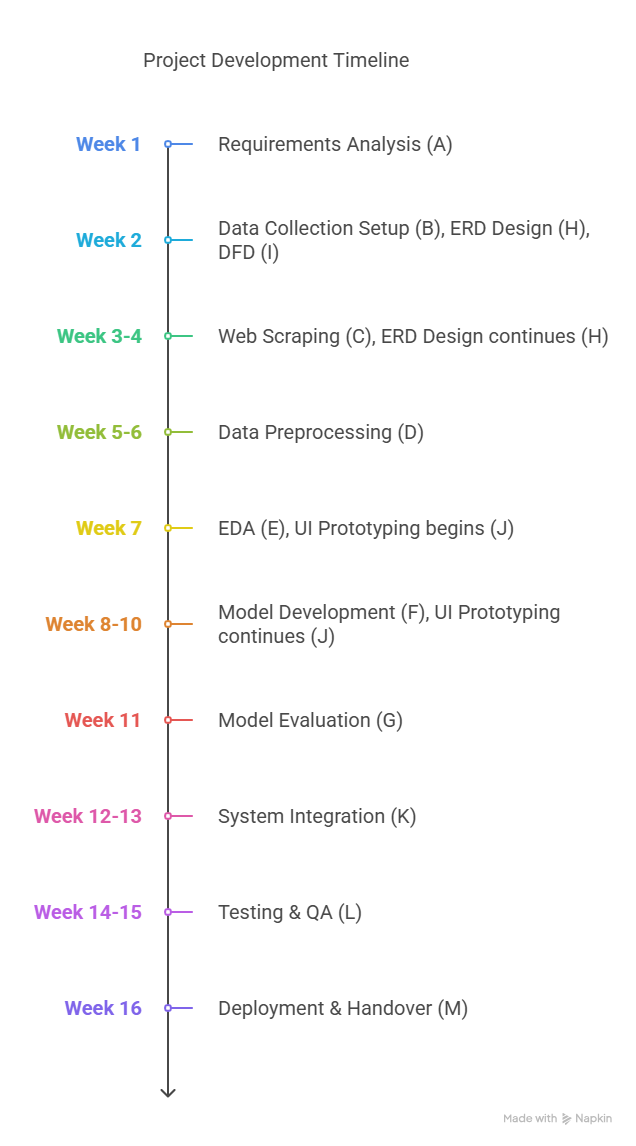 Project Development Timeline
Week 1
Requirements Analysis (A)
Week 2
Data Collection Setup (B), ERD Design (H),
DFD (I)
Week 3-4
Web Scraping (C), ERD Design continues (H)
Week 5-6
Data Preprocessing (D)
Week 7
EDA (E), UI Prototyping begins (J)
Week 8-10
Model Development (F), UI Prototyping
continues (J)
Week 11
Model Evaluation (G)
Week 12-13
System Integration (K)
Week 14-15
Testing & QA (L)
Week 16
Deployment & Handover (M)
Made with Napkin